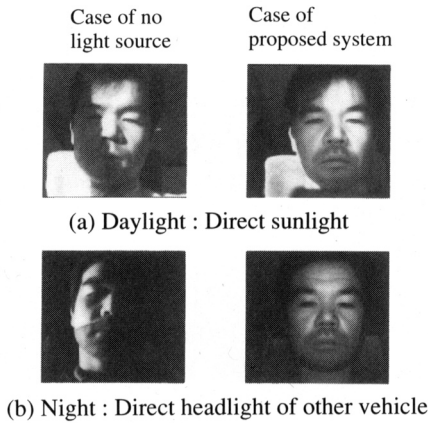 Case of no
light source
Case of
proposed system
(a) Daylight : Direct sunlight
(b) Night : Direct headlight of other vehicle